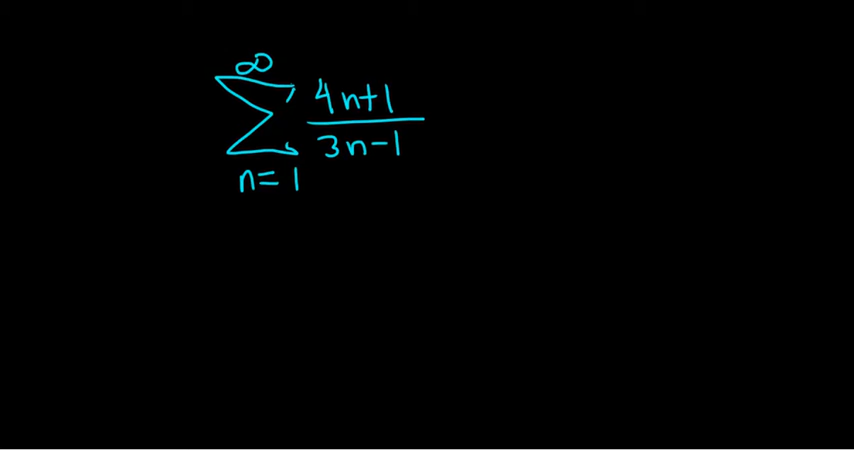 ∞
∑ (4n+1)/(3n-1)
n=1